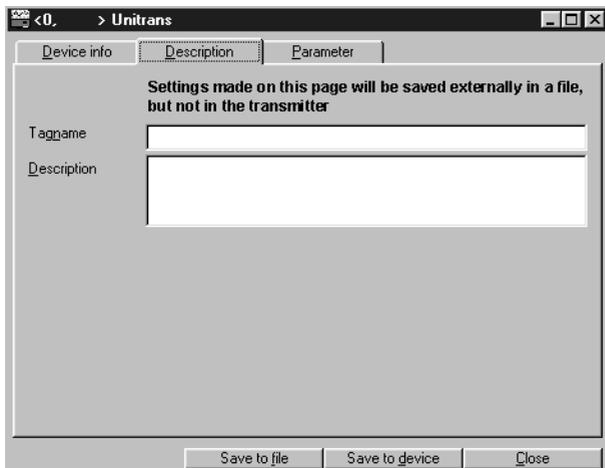 <0,      > Unitrans
Device info Description Parameter
Settings made on this page will be saved externally in a file,
but not in the transmitter
Tagname
Description
Save to file Save to device Close